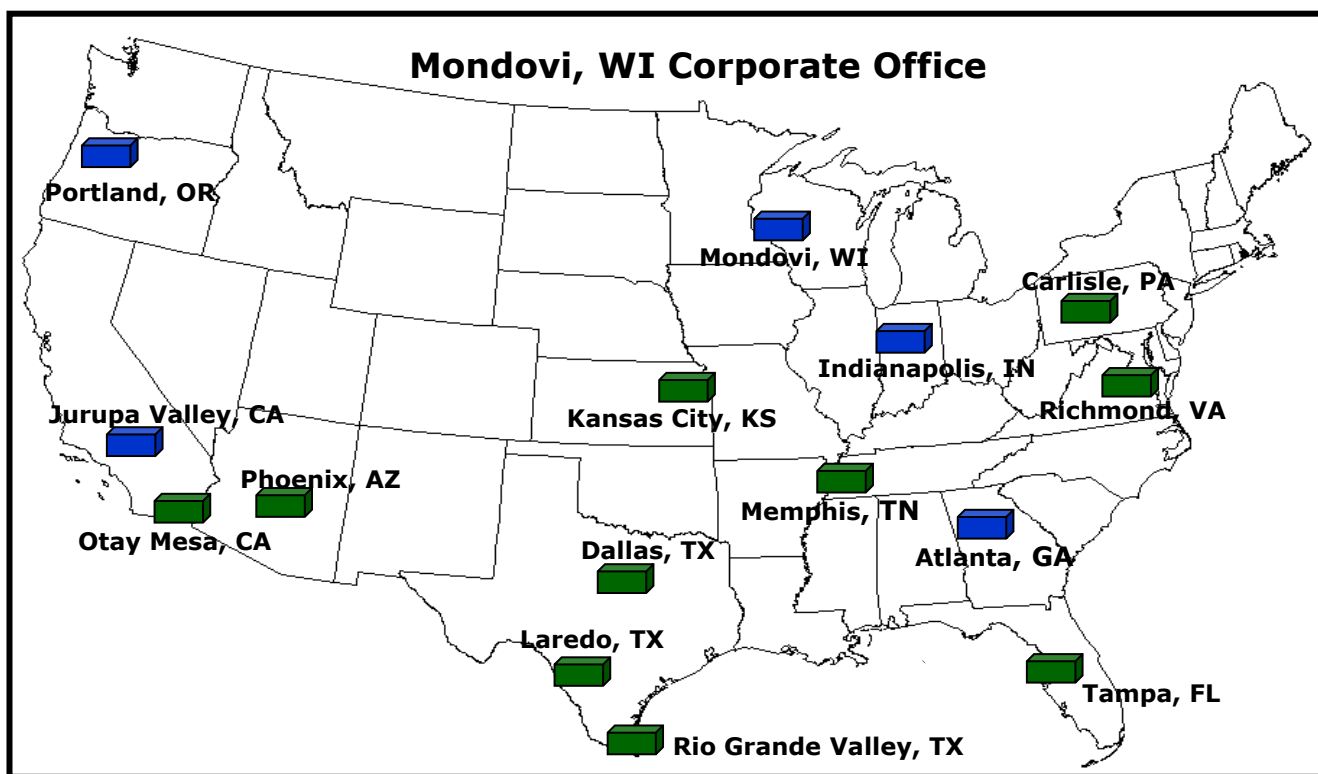 Mondovi, WI Corporate Office
Portland, OR
Mondovi, WI
Carlisle, PA
Indianapolis, IN
Jurupa Valley, CA
Kansas City, KS
Richmond, VA
Phoenix, AZ
Otay Mesa, CA
Memphis, TN
Dallas, TX
Atlanta, GA
Laredo, TX
Tampa, FL
Rio Grande Valley, TX